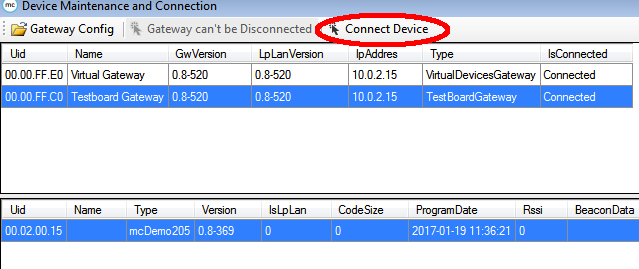 mc Device Maintenance and Connection
Gateway Config Gateway can't be Disconnected Connect Device
Uid Name GwVersion LpLanVersion IpAddres Type IsConnected
00.00.FF.E0 Virtual Gateway 0.8-520 0.8-520 10.0.2.15 VirtualDevicesGateway Connected
00.00.FF.C0 Testboard Gateway 0.8-520 0.8-520 10.0.2.15 TestBoardGateway Connected
Uid Name Type Version IsLpLan CodeSize ProgramDate Rssi BeaconData
00.02.00.15 mcDemo205 0.8-369 0 0 2017-01-19 11:36:21 0